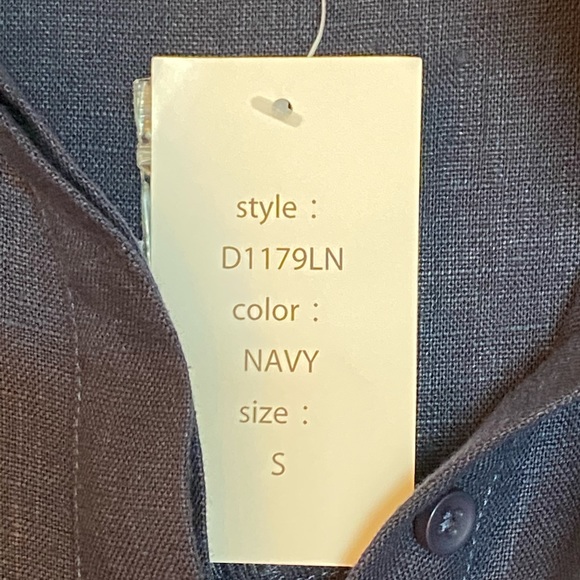 style :
D1179LN
color :
NAVY
size :
S